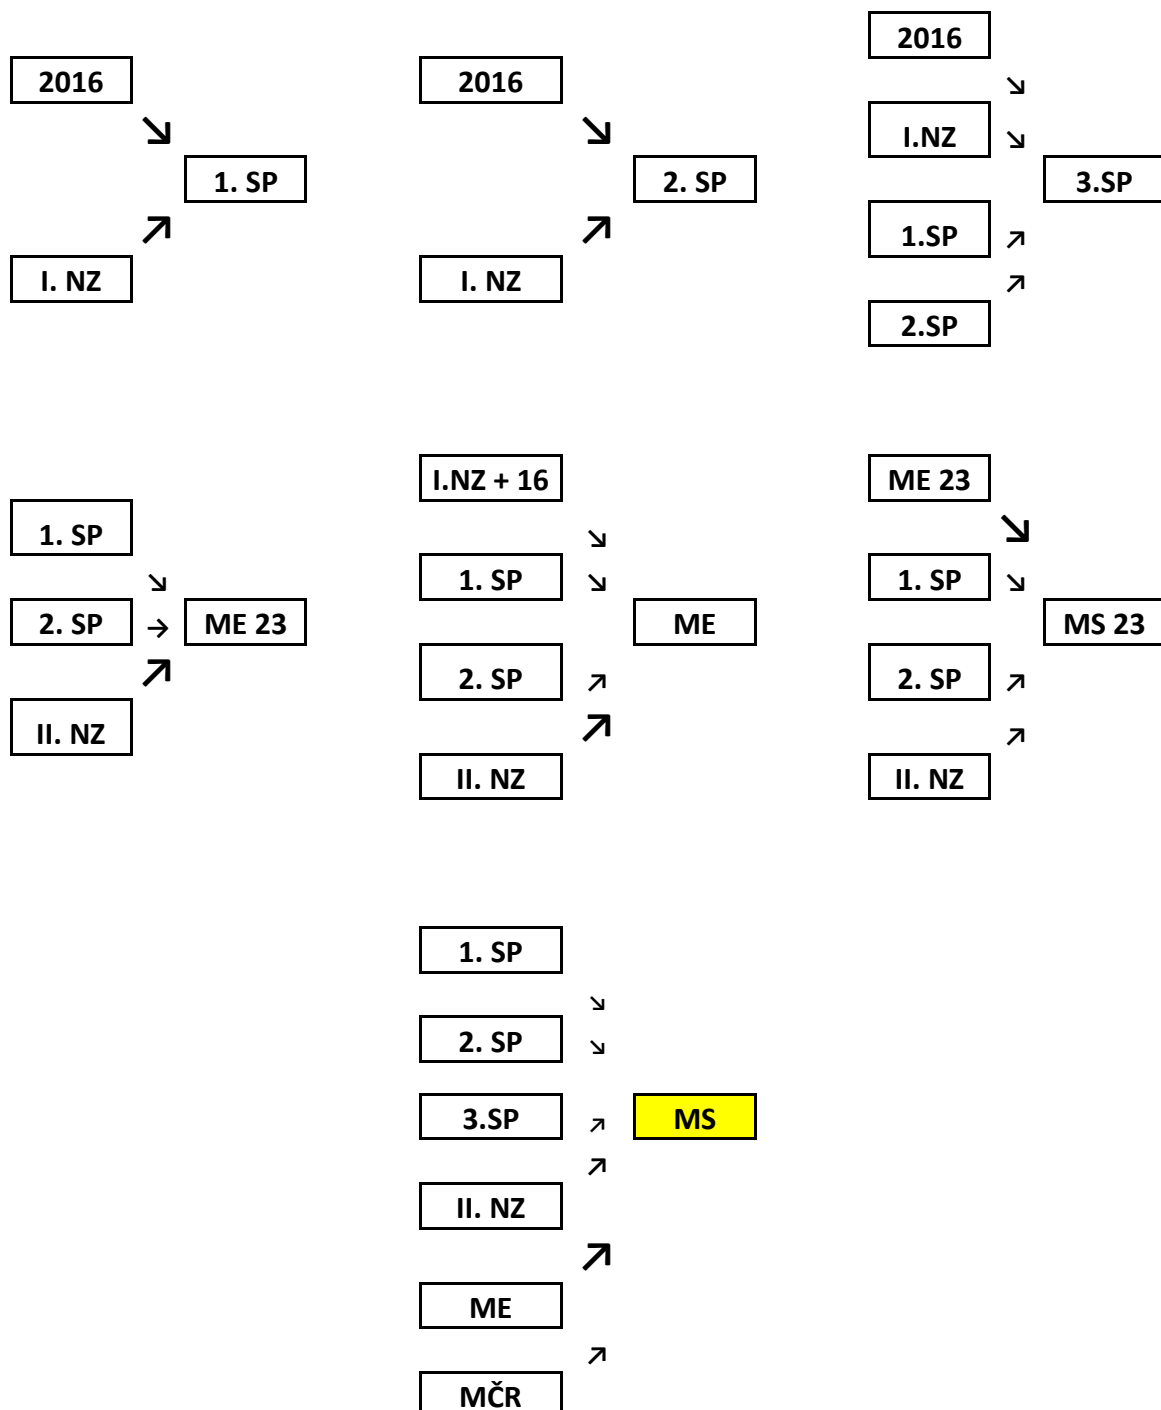 2016
I. NZ
1. SP
2016
I. NZ
2. SP
2016
I.NZ
1.SP
2.SP
3.SP
1. SP
2. SP
II. NZ
ME 23
I.NZ + 16
1. SP
2. SP
II. NZ
ME
ME 23
1. SP
2. SP
II. NZ
MS 23
1. SP
2. SP
3.SP
II. NZ
ME
MČR
MS